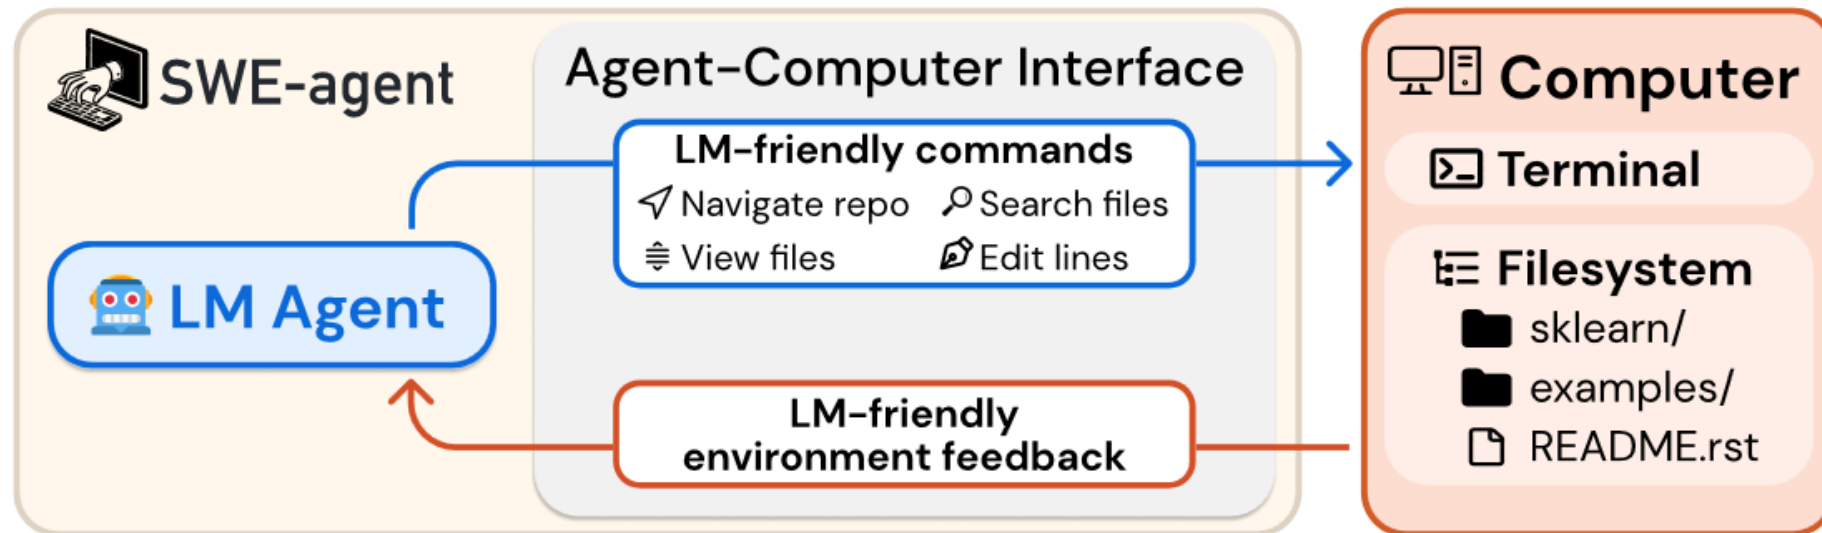 SWE-agent
Agent-Computer Interface
LM-friendly commands
Navigate repo
Search files
View files
Edit lines
LM Agent
LM-friendly
environment feedback
Computer
Terminal
Filesystem
sklearn/
examples/
README.rst